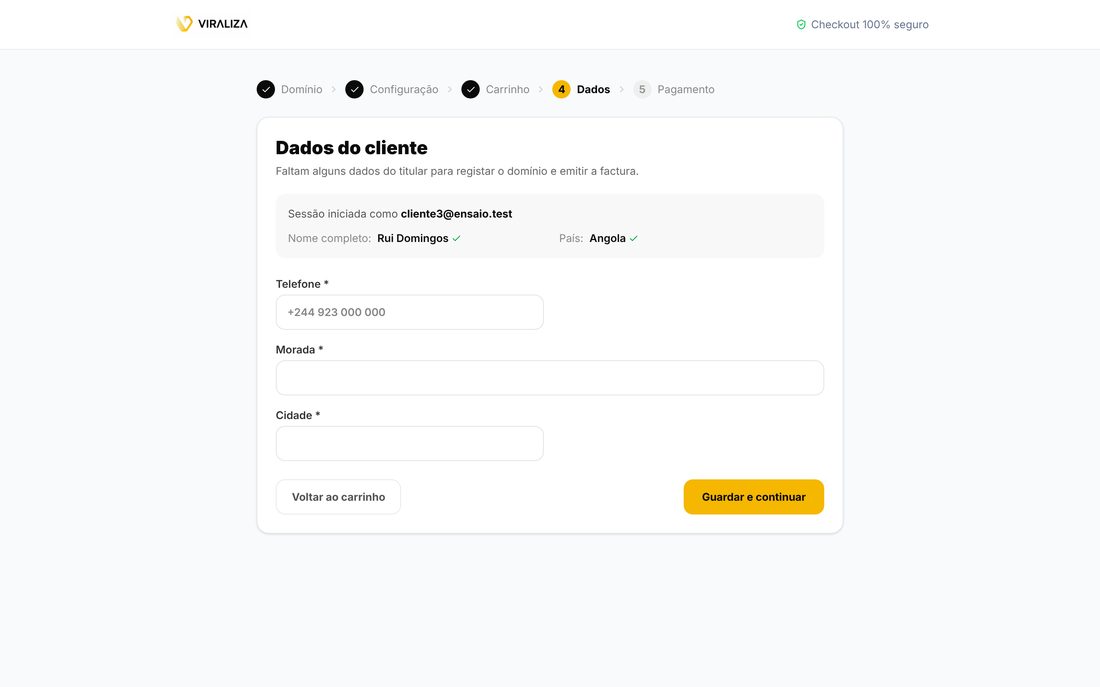 VIRALIZA
Checkout 100% seguro
Domínio
Configuração
Carrinho
4 Dados
5 Pagamento
Dados do cliente
Faltam alguns dados do titular para registar o domínio e emitir a factura.
Sessão iniciada como cliente3@ensaio.test
Nome completo: Rui Domingos
País: Angola
Telefone *
+244 923 000 000
Morada *
Cidade *
Voltar ao carrinho
Guardar e continuar